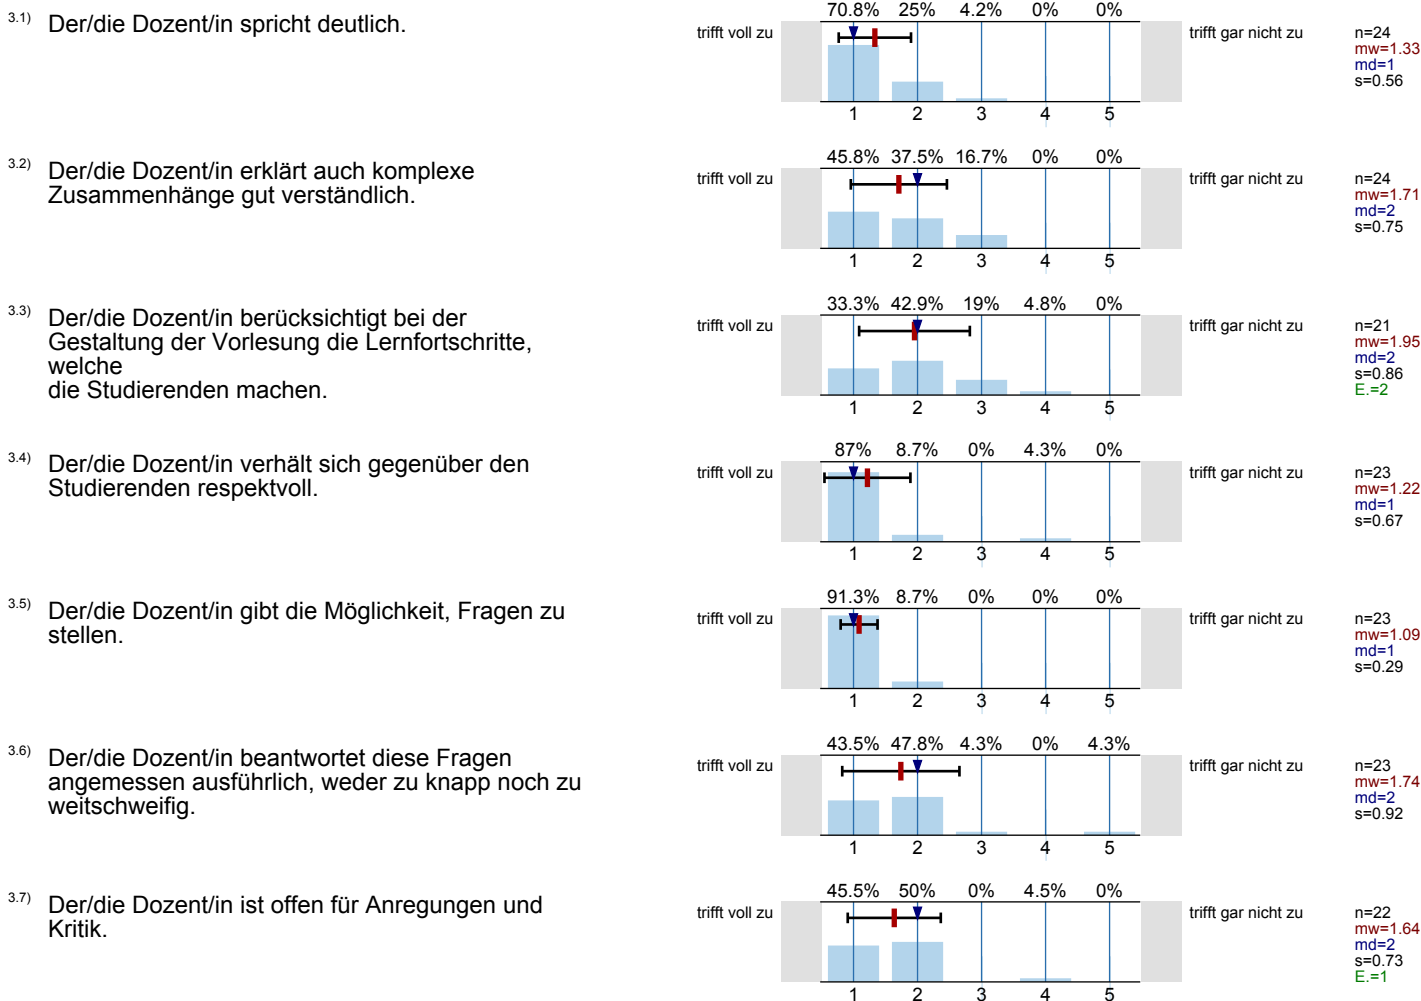 3.1) Der/die Dozent/in spricht deutlich.
70.8% 25% 4.2% 0% 0%
trifft voll zu
trifft gar nicht zu
n=24
mw=1.33
md=1
s=0.56
1 2 3 4 5
3.2) Der/die Dozent/in erklärt auch komplexe
Zusammenhänge gut verständlich.
45.8% 37.5% 16.7% 0% 0%
trifft voll zu
trifft gar nicht zu
n=24
mw=1.71
md=2
s=0.75
1 2 3 4 5
3.3) Der/die Dozent/in berücksichtigt bei der
Gestaltung der Vorlesung die Lernfortschritte,
welche
die Studierenden machen.
33.3% 42.9% 19% 4.8% 0%
trifft voll zu
trifft gar nicht zu
n=21
mw=1.95
md=2
s=0.86
E.=2
1 2 3 4 5
3.4) Der/die Dozent/in verhält sich gegenüber den
Studierenden respektvoll.
87% 8.7% 0% 4.3% 0%
trifft voll zu
trifft gar nicht zu
n=23
mw=1.22
md=1
s=0.67
1 2 3 4 5
3.5) Der/die Dozent/in gibt die Möglichkeit, Fragen zu
stellen.
91.3% 8.7% 0% 0% 0%
trifft voll zu
trifft gar nicht zu
n=23
mw=1.09
md=1
s=0.29
1 2 3 4 5
3.6) Der/die Dozent/in beantwortet diese Fragen
angemessen ausführlich, weder zu knapp noch zu
weitschweifig.
43.5% 47.8% 4.3% 0% 4.3%
trifft voll zu
trifft gar nicht zu
n=23
mw=1.74
md=2
s=0.92
1 2 3 4 5
3.7) Der/die Dozent/in ist offen für Anregungen und
Kritik.
45.5% 50% 0% 4.5% 0%
trifft voll zu
trifft gar nicht zu
n=22
mw=1.64
md=2
s=0.73
E.=1
1 2 3 4 5